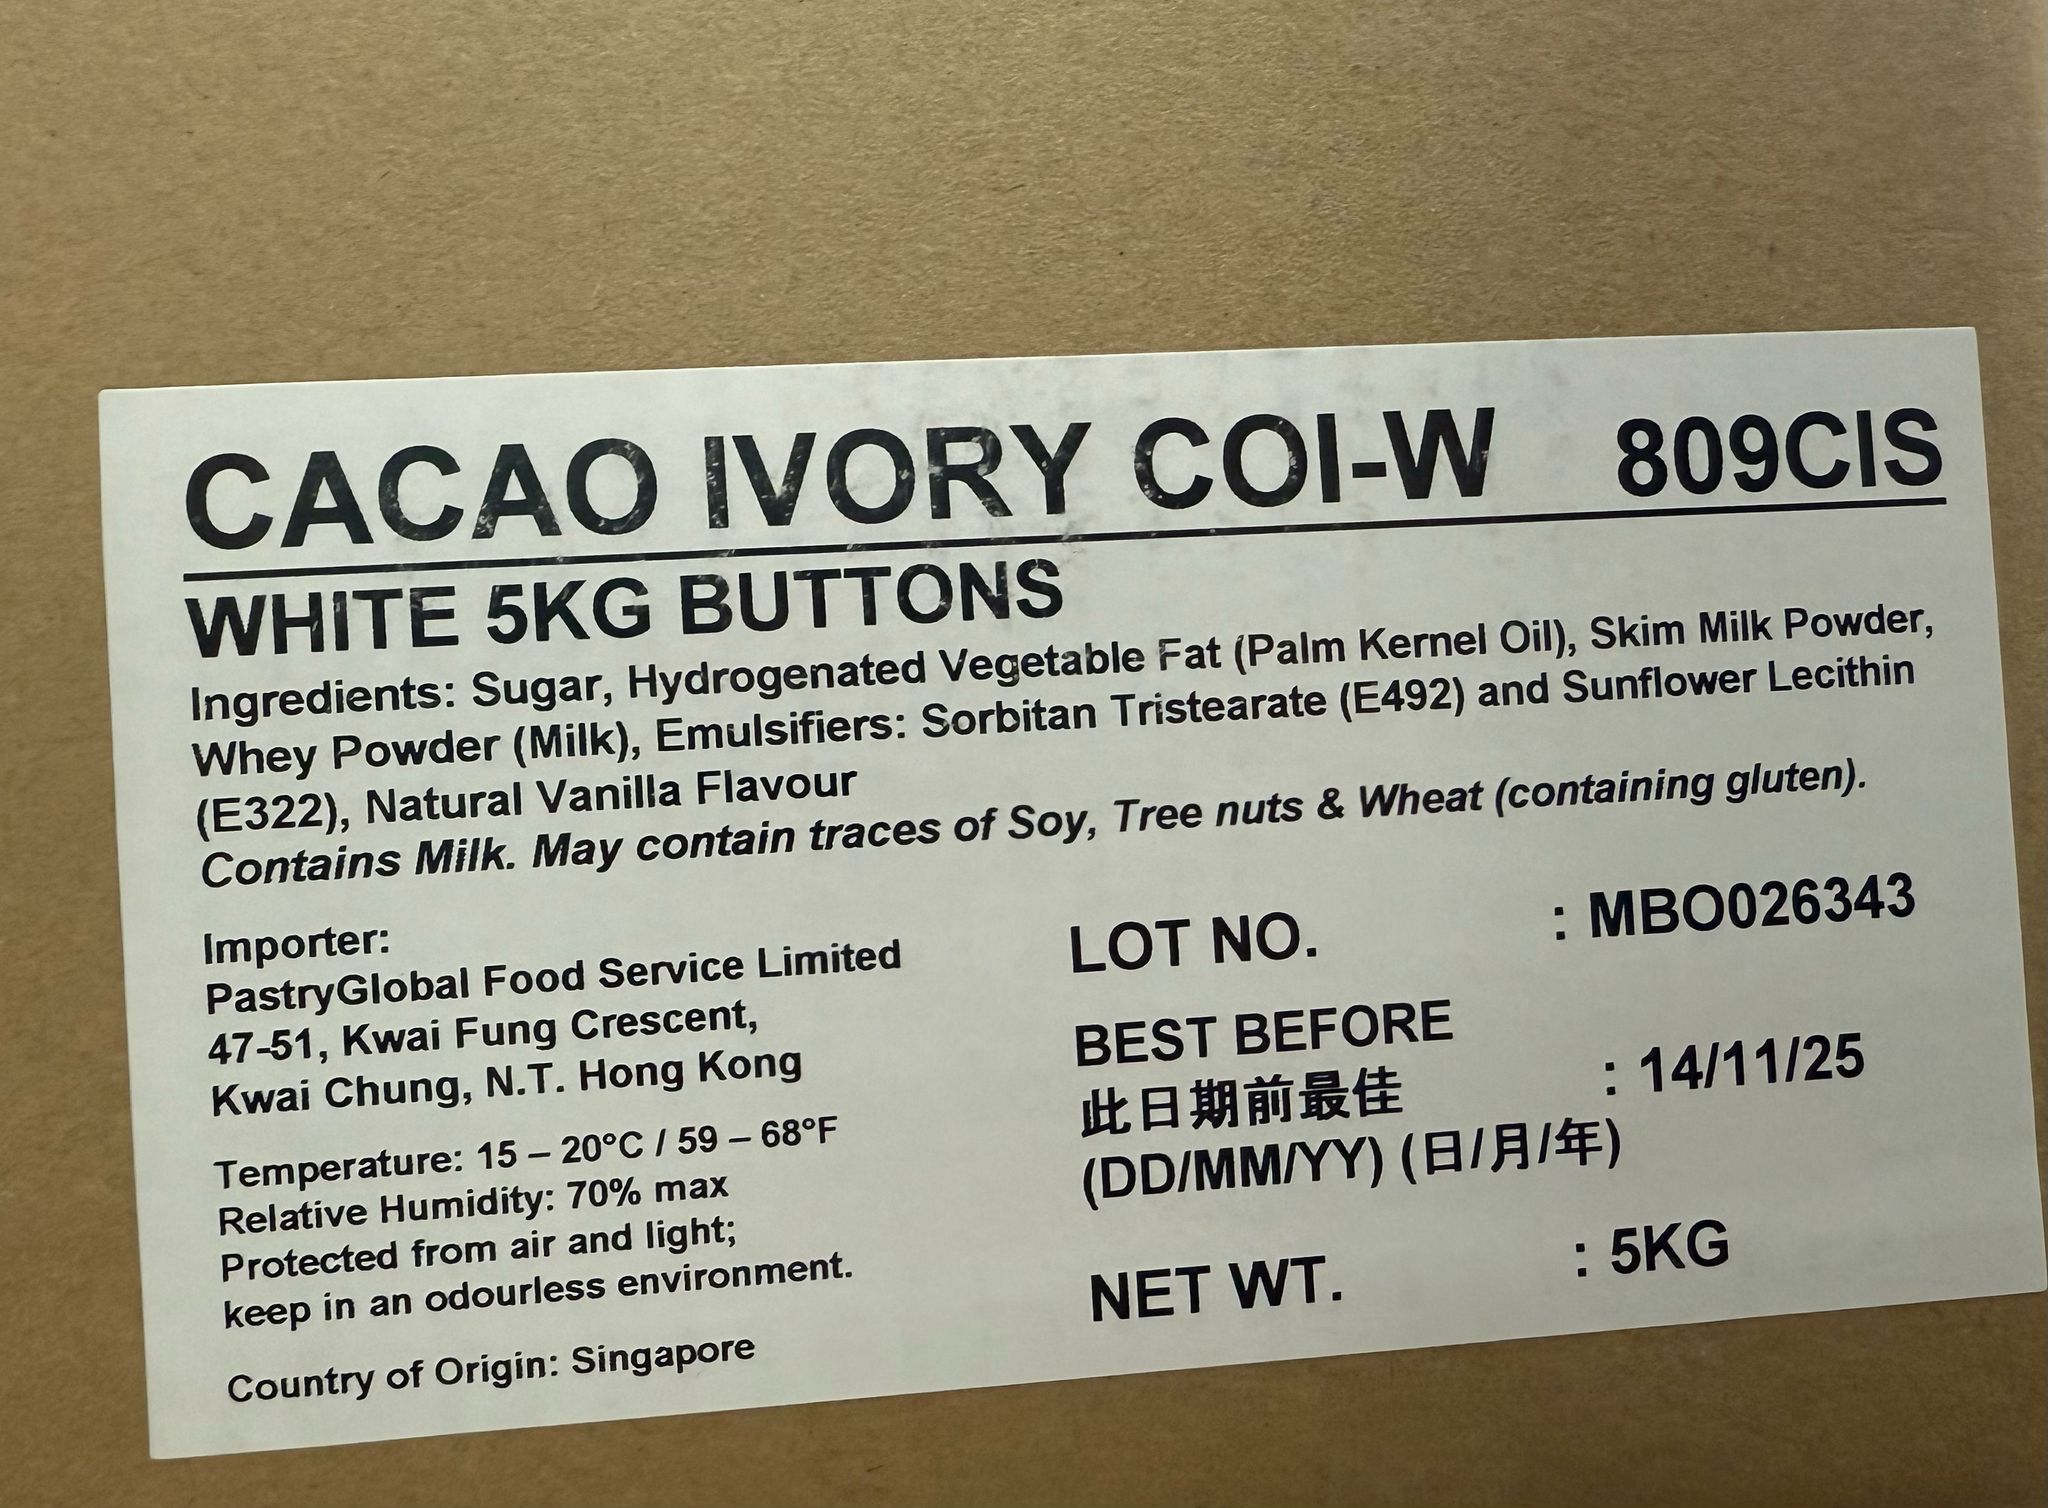 CACAO IVORY COI-W 809CIS
WHITE 5KG BUTTONS
Ingredients: Sugar, Hydrogenated Vegetable Fat (Palm Kernel Oil), Skim Milk Powder,
Whey Powder (Milk), Emulsifiers: Sorbitan Tristearate (E492) and Sunflower Lecithin
(E322), Natural Vanilla Flavour
Contains Milk. May contain traces of Soy, Tree nuts & Wheat (containing gluten).
Importer:
PastryGlobal Food Service Limited
47-51, Kwai Fung Crescent,
Kwai Chung, N.T. Hong Kong
Temperature: 15 – 20°C / 59 – 68°F
Relative Humidity: 70% max
Protected from air and light;
keep in an odourless environment.
Country of Origin: Singapore
LOT NO. : MBO026343
BEST BEFORE
此日期前最佳 : 14/11/25
(DD/MM/YY) (日/月/年)
NET WT. : 5KG